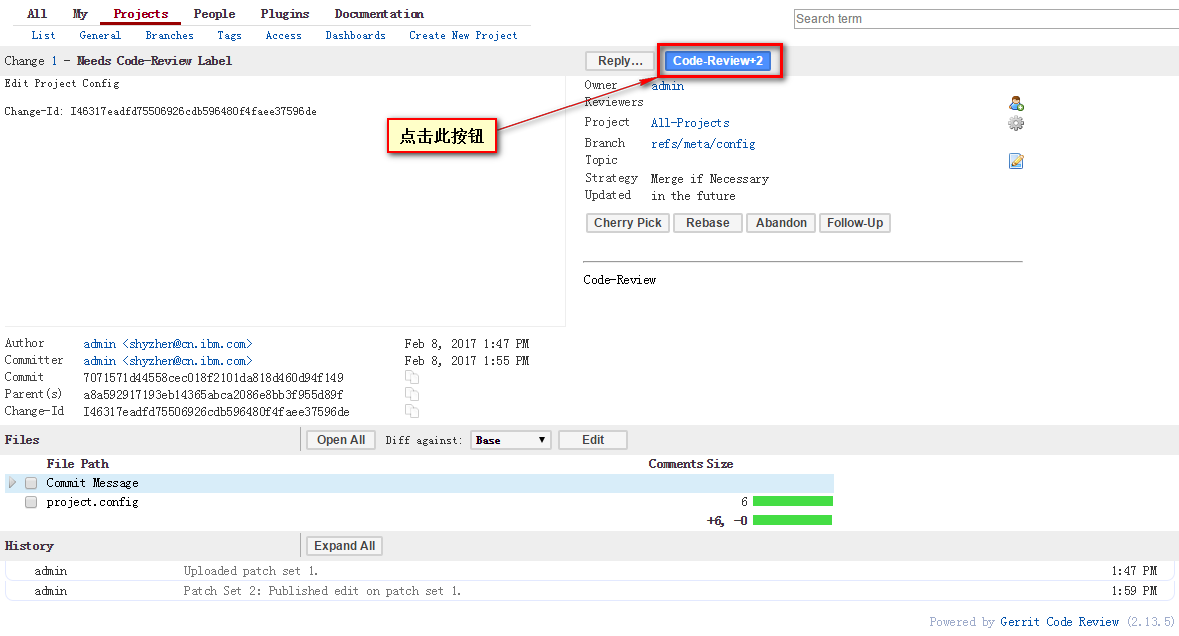 All My Projects People Plugins Documentation
Search term
List General Branches Tags Access Dashboards Create New Project
Change 1 - Needs Code-Review Label
Reply... Code-Review+2
Edit Project Config
Change-Id: I46317eadfd75506926cdb596480f4faee37596de
点击此按钮
Owner admin
Reviewers
Project All-Projects
Branch refs/meta/config
Topic
Strategy Merge if Necessary
Updated in the future
Cherry Pick Rebase Abandon Follow-Up
Code-Review
Author admin <shyzhen@cn.ibm.com> Feb 8, 2017 1:47 PM
Committer admin <shyzhen@cn.ibm.com> Feb 8, 2017 1:55 PM
Commit 7071571d44558cec018f2101da818d460d94f149
Parent(s) a8a592917193eb14365abca2086e8bb3f955d89f
Change-Id I46317eadfd75506926cdb596480f4faee37596de
Files Open All Diff against: Base Edit
File Path Comments Size
Commit Message
project.config 6
+6, -0
History Expand All
admin Uploaded patch set 1. 1:47 PM
admin Patch Set 2: Published edit on patch set 1. 1:59 PM
Powered by Gerrit Code Review (2.13.5)